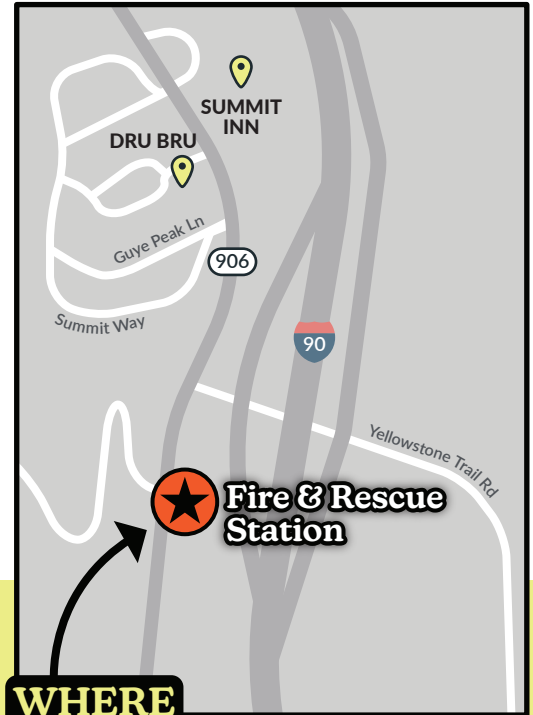 SUMMIT
INN
DRU BRU
Guye Peak Ln
906
Summit Way
90
Yellowstone Trail Rd
Fire & Rescue
Station
WHERE